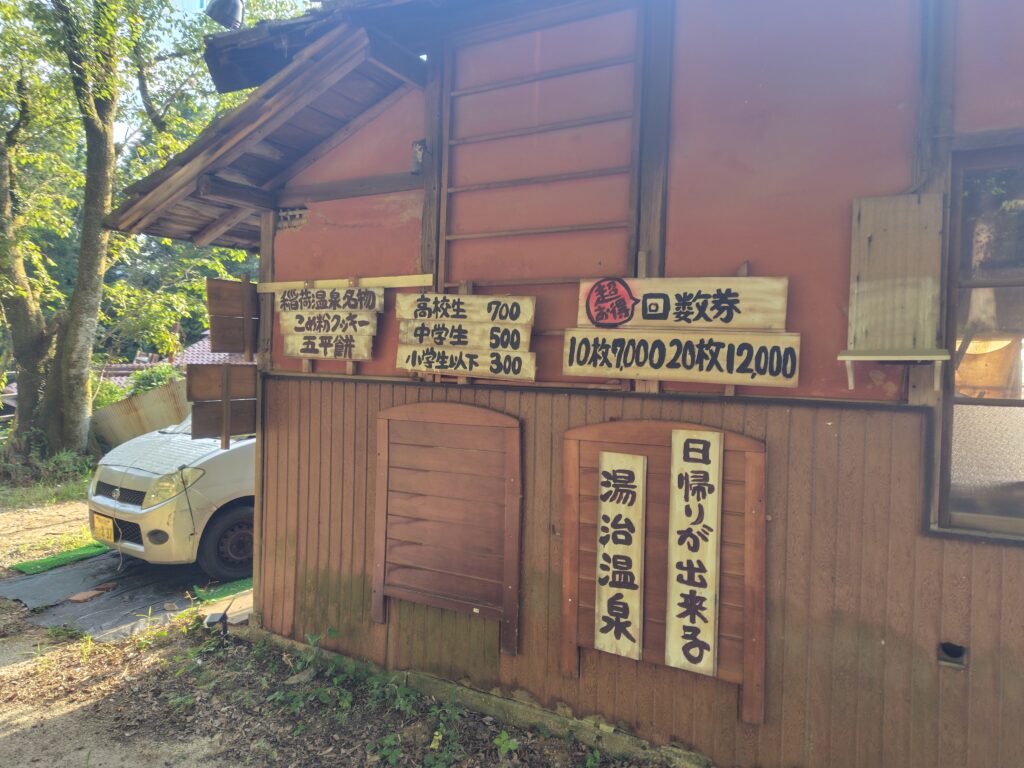 稲荷温泉名物
こめ粉クッキー
五平餅
高校生 700
中学生 500
小学生以下 300
超お得 回数券
10枚7,000 20枚12,000
湯治温泉
日帰りが出来子